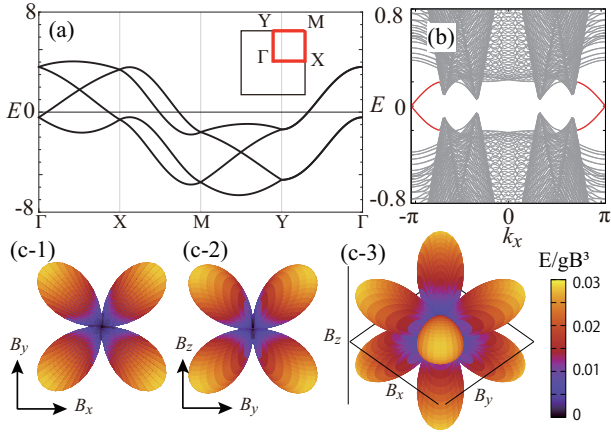 (a)
8
E 0
-8
Γ X M Y Γ
Y M
Γ X
(b)
0.8
E 0
-0.8
-π 0 π
kₓ
(c-1)
B_y
B_x
(c-2)
B_z
B_y
(c-3)
B_z
B_x B_y
E/gB³
0.03
0.02
0.01
0